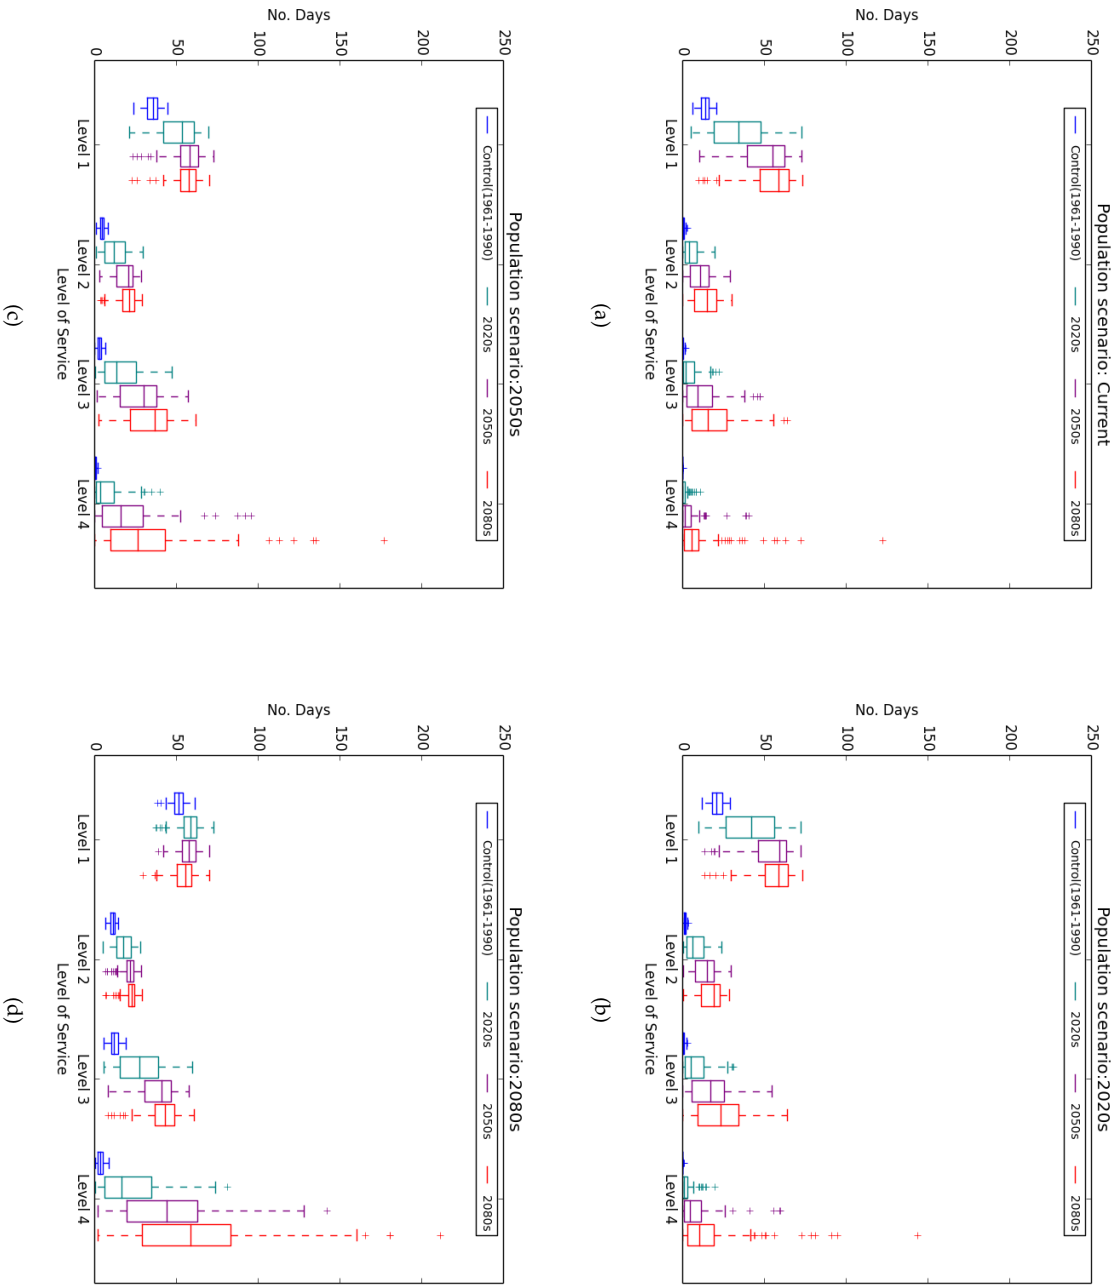 Population scenario: Current
No. Days
250
200
150
100
50
0
Control(1961-1990) 2020s 2050s 2080s
Level 1 Level 2 Level 3 Level 4
Level of Service
(a)
Population scenario:2020s
No. Days
250
200
150
100
50
0
Control(1961-1990) 2020s 2050s 2080s
Level 1 Level 2 Level 3 Level 4
Level of Service
(b)
Population scenario:2050s
No. Days
250
200
150
100
50
0
Control(1961-1990) 2020s 2050s 2080s
Level 1 Level 2 Level 3 Level 4
Level of Service
(c)
Population scenario:2080s
No. Days
250
200
150
100
50
0
Control(1961-1990) 2020s 2050s 2080s
Level 1 Level 2 Level 3 Level 4
Level of Service
(d)